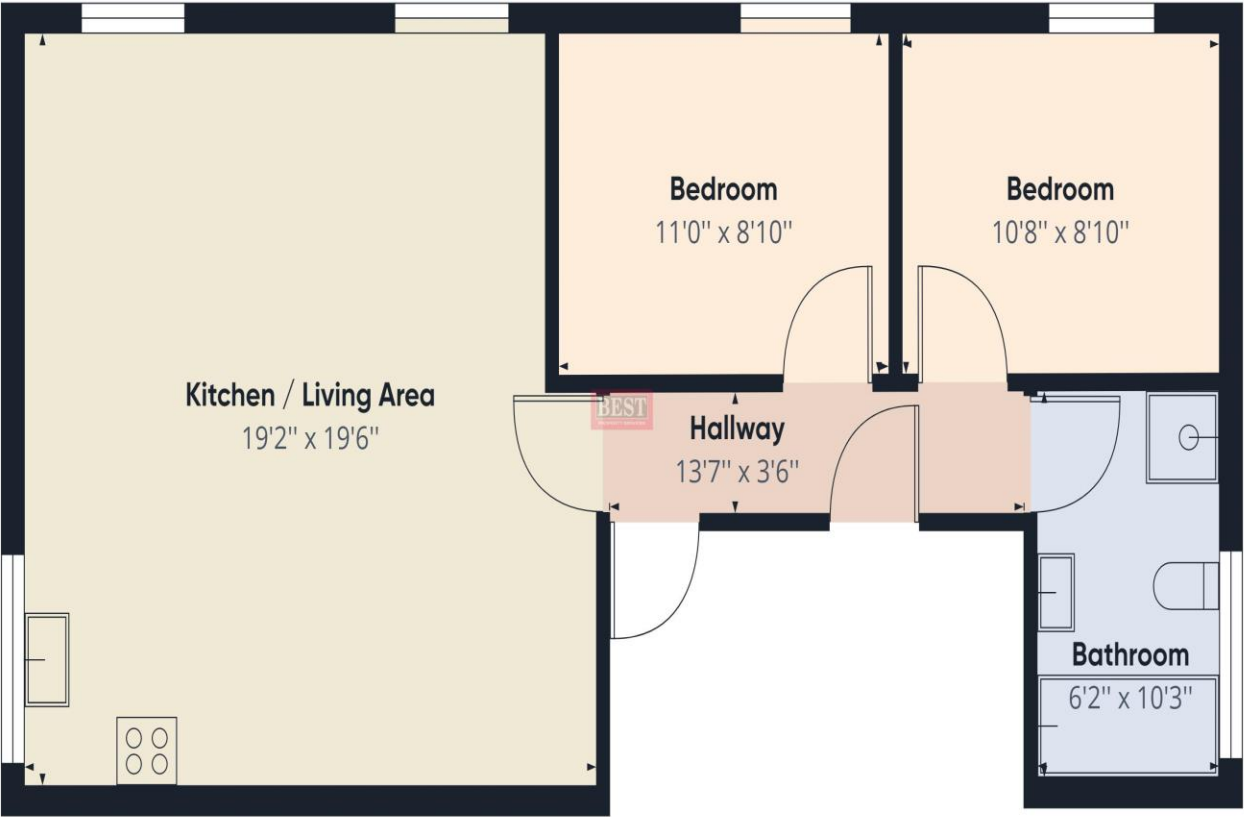 Bedroom
11'0" x 8'10"
Bedroom
10'8" x 8'10"
Kitchen / Living Area
19'2" x 19'6"
BEST
Hallway
13'7" x 3'6"
Bathroom
6'2" x 10'3"